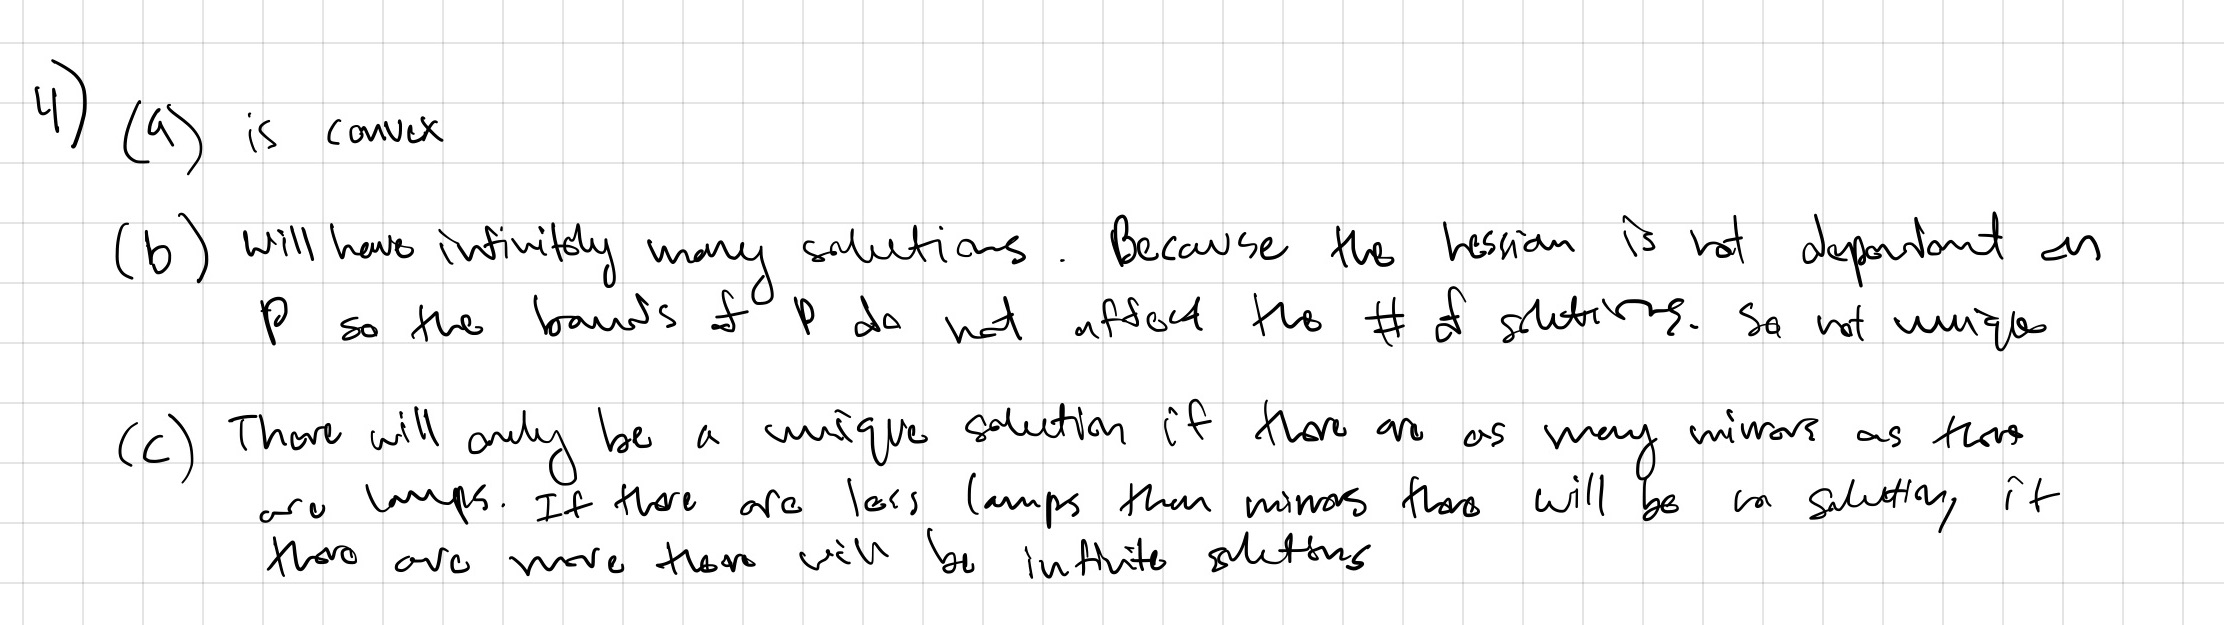 4) (a) is convex
(b) will have infinitely many solutions. Because the hessian is not dependant on
p so the bounds of p do not affect the # of solutions. So not unique
(c) There will only be a unique solution if there are as many mirrors as there
are lamps. If there are less lamps than mirrors there will be no solution, if
there are more there will be infinite solutions